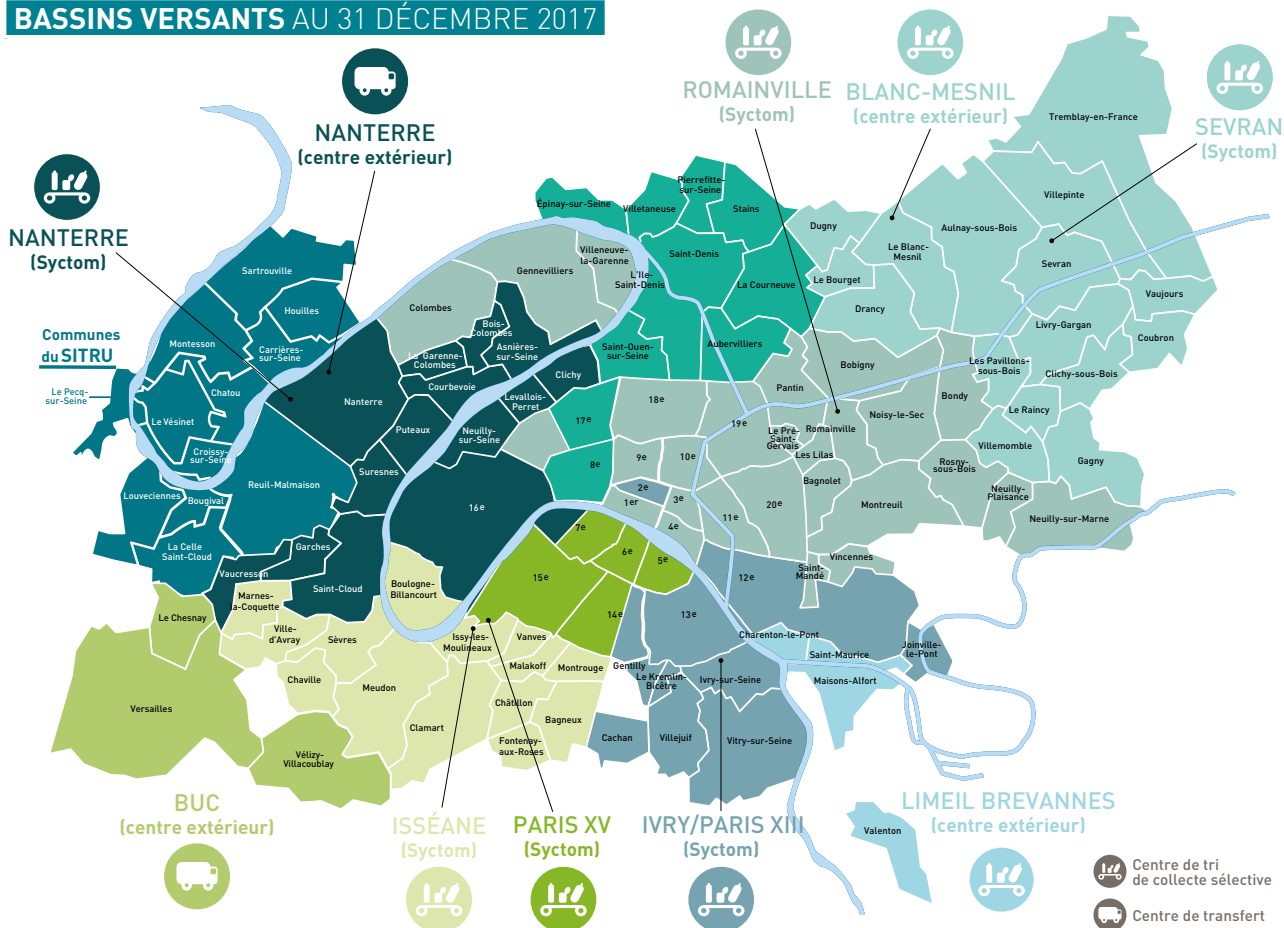 BASSINS VERSANTS AU 31 DÉCEMBRE 2017
NANTERRE
(centre extérieur)
NANTERRE
(Syctom)
ROMAINVILLE
(Syctom)
BLANC-MESNIL
(centre extérieur)
SEVRAN
(Syctom)
Communes
du SITRU
Le Pecq-
sur-Seine
Sartrouville
Houilles
Montesson
Carrières-
sur-Seine
Chatou
Le Vésinet
Croissy-
sur-Seine
Louveciennes
Bougival
La Celle
Saint-Cloud
Reuil-Malmaison
Nanterre
Colombes
Gennevilliers
Villeneuve-
la-Garenne
Bois-
Colombes
Asnières-
sur-Seine
La Garenne-
Colombes
Courbevoie
Clichy
Levallois-
Perret
Puteaux
Neuilly-
sur-Seine
Suresnes
Garches
Vaucresson
Saint-Cloud
Épinay-sur-Seine
Villetaneuse
Pierrefitte-
sur-Seine
Stains
Saint-Denis
L'Ile-
Saint-Denis
La Courneuve
Saint-Ouen-
sur-Seine
Aubervilliers
Dugny
Le Bourget
Le Blanc-
Mesnil
Drancy
Aulnay-sous-Bois
Tremblay-en-France
Villepinte
Sevran
Vaujours
Livry-Gargan
Coubron
Clichy-sous-Bois
Les Pavillons-
sous-Bois
Le Raincy
Villemomble
Gagny
Bobigny
Pantin
Bondy
Noisy-le-Sec
Romainville
Le Pré-
Saint-
Gervais
Les Lilas
Bagnolet
Rosny-
sous-Bois
Neuilly-
Plaisance
Neuilly-sur-Marne
Montreuil
Vincennes
Saint-
Mandé
18e
17e
19e
8e
9e
10e
2e
1er
3e
4e
11e
20e
16e
7e
6e
5e
15e
14e
13e
12e
Boulogne-
Billancourt
Marnes-
la-Coquette
Le Chesnay
Ville-
d'Avray
Sèvres
Chaville
Meudon
Versailles
Vélizy-
Villacoublay
Issy-les-
Moulineaux
Vanves
Malakoff
Montrouge
Clamart
Châtillon
Bagneux
Fontenay-
aux-Roses
Gentilly
Le Kremlin-
Bicêtre
Ivry-sur-Seine
Cachan
Villejuif
Vitry-sur-Seine
Charenton-le-Pont
Saint-Maurice
Joinville-
le-Pont
Maisons-Alfort
Valenton
BUC
(centre extérieur)
ISSÉANE
(Syctom)
PARIS XV
(Syctom)
IVRY/PARIS XIII
(Syctom)
LIMEIL BREVANNES
(centre extérieur)
Centre de tri
de collecte sélective
Centre de transfert